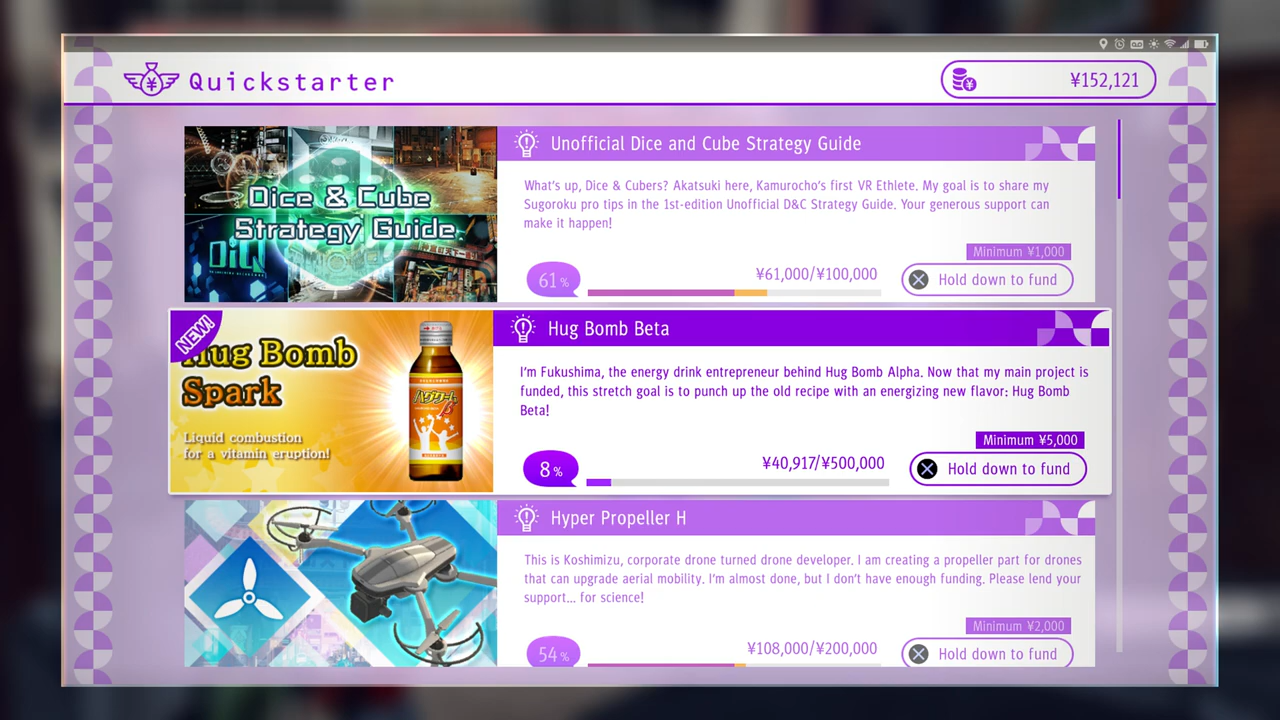 Quickstarter
¥152,121
Dice & Cube
Strategy Guide
Unofficial Dice and Cube Strategy Guide
What's up, Dice & Cubers? Akatsuki here, Kamurocho's first VR Ethlete. My goal is to share my
Sugoroku pro tips in the 1st-edition Unofficial D&C Strategy Guide. Your generous support can
make it happen!
Minimum ¥1,000
61%
¥61,000/¥100,000
Hold down to fund
NEW!
Hug Bomb
Spark
Liquid combustion
for a vitamin eruption!
Hug Bomb Beta
I'm Fukushima, the energy drink entrepreneur behind Hug Bomb Alpha. Now that my main project is
funded, this stretch goal is to punch up the old recipe with an energizing new flavor: Hug Bomb
Beta!
Minimum ¥5,000
8%
¥40,917/¥500,000
Hold down to fund
Hyper Propeller H
This is Koshimizu, corporate drone turned drone developer. I am creating a propeller part for drones
that can upgrade aerial mobility. I'm almost done, but I don't have enough funding. Please lend your
support... for science!
Minimum ¥2,000
54%
¥108,000/¥200,000
Hold down to fund